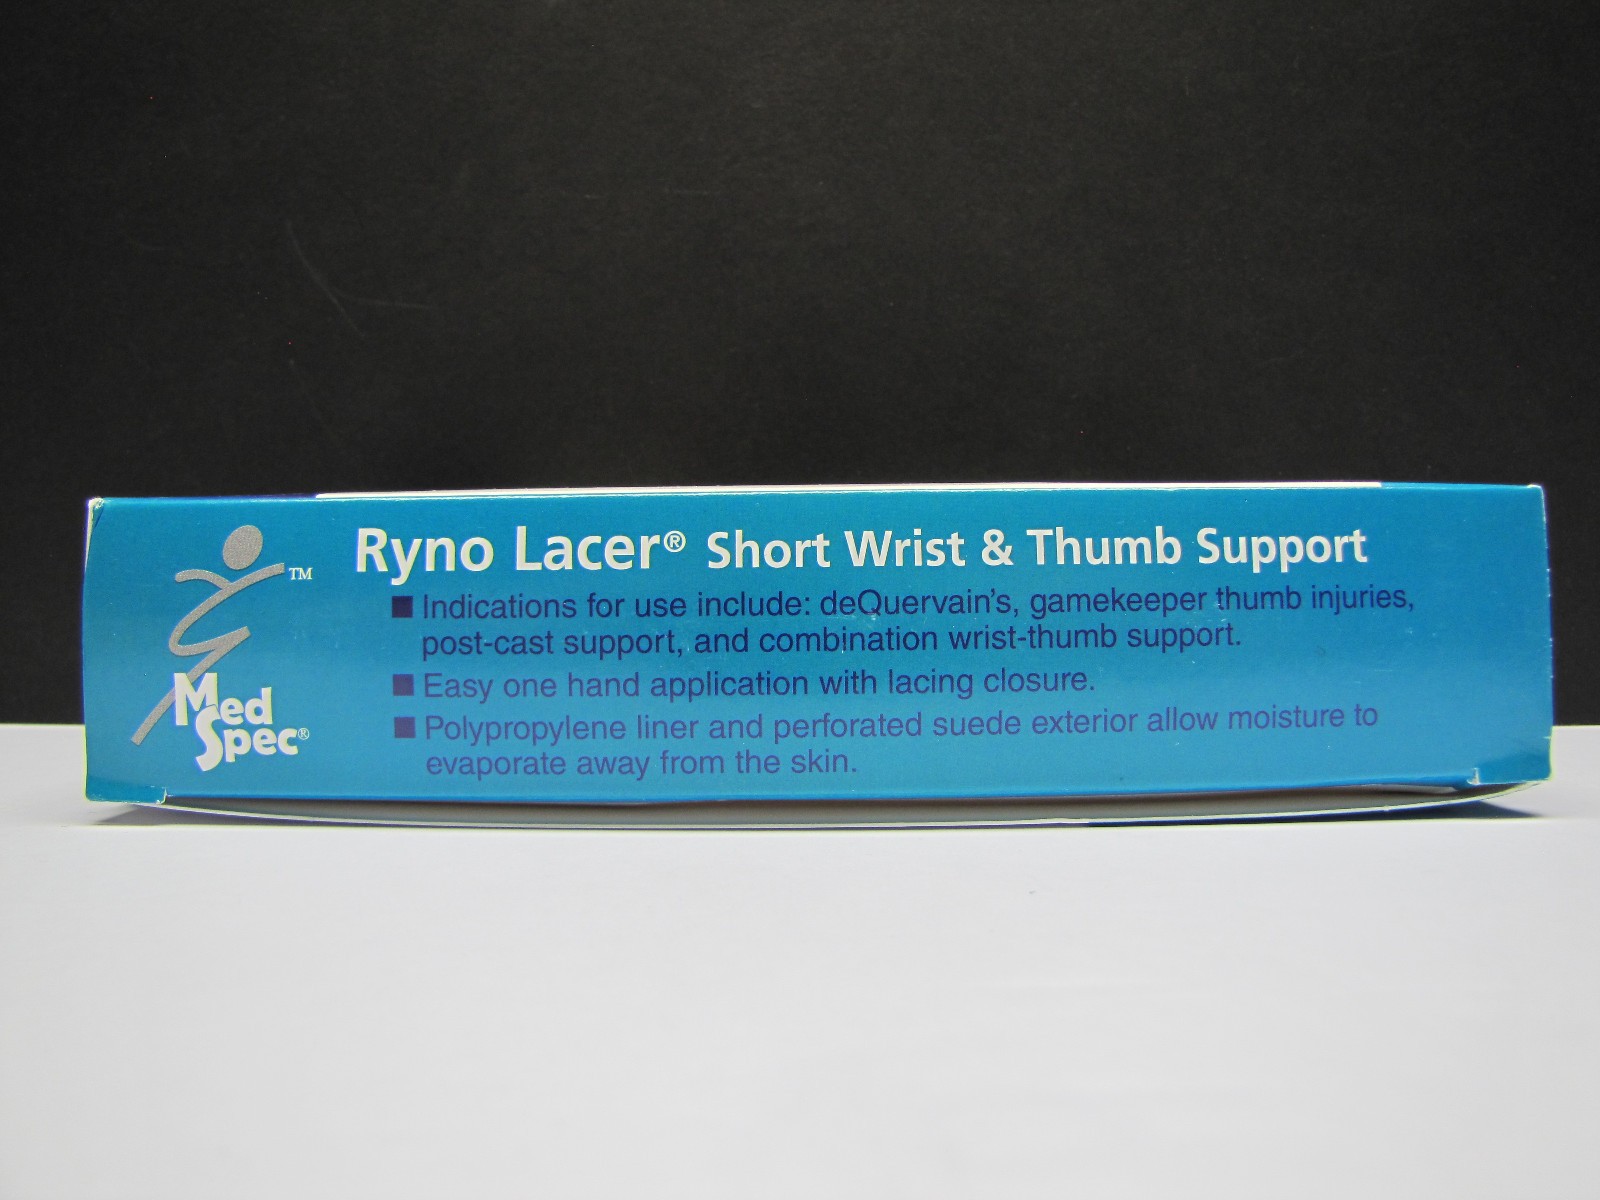 Ryno Lacer® Short Wrist & Thumb Support
■ Indications for use include: deQuervain's, gamekeeper thumb injuries,
post-cast support, and combination wrist-thumb support.
■ Easy one hand application with lacing closure.
■ Polypropylene liner and perforated suede exterior allow moisture to
evaporate away from the skin.
TM
Med
Spec®